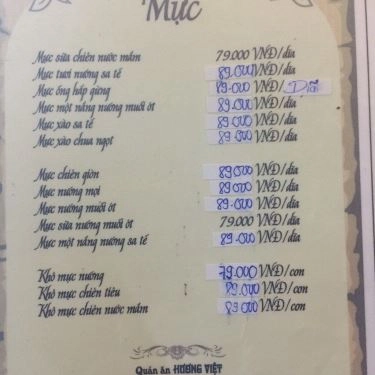 Mực
Mực sữa chiên nước mắm 79.000 VNĐ/dĩa
Mực tươi nướng sa tế 89.000 VNĐ/dĩa
Mực ống hấp gừng 89.000 VNĐ/ Dĩa
Mực một nắng nướng muối ớt 89.000 VNĐ/dĩa
Mực xào sa tế 89.000 VNĐ/dĩa
Mực xào chua ngọt 89.000 VNĐ/dĩa
Mực chiên giòn 89.000 VNĐ/dĩa
Mực nướng mọi 89.000 VNĐ/dĩa
Mực nướng muối ớt 89.000 VNĐ/dĩa
Mực sữa nướng muối ớt 79.000 VNĐ/dĩa
Mực một nắng nướng sa tế 89.000 VNĐ/dĩa
Khô mực nướng 79.000 VNĐ/con
Khô mực chiên tiêu 89.000 VNĐ/con
Khô mực chiên nước mắm 89000 VNĐ/con
Quán ăn HƯƠNG VIỆT